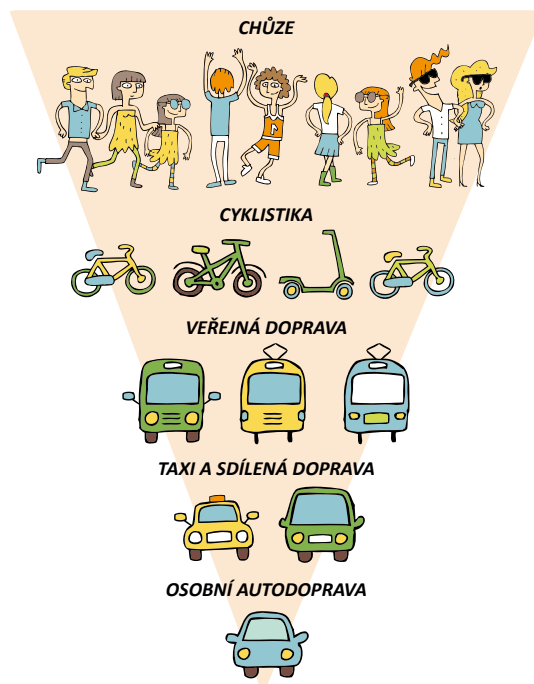 CHŮZE
CYKLISTIKA
VEŘEJNÁ DOPRAVA
TAXI A SDÍLENÁ DOPRAVA
OSOBNÍ AUTODOPRAVA